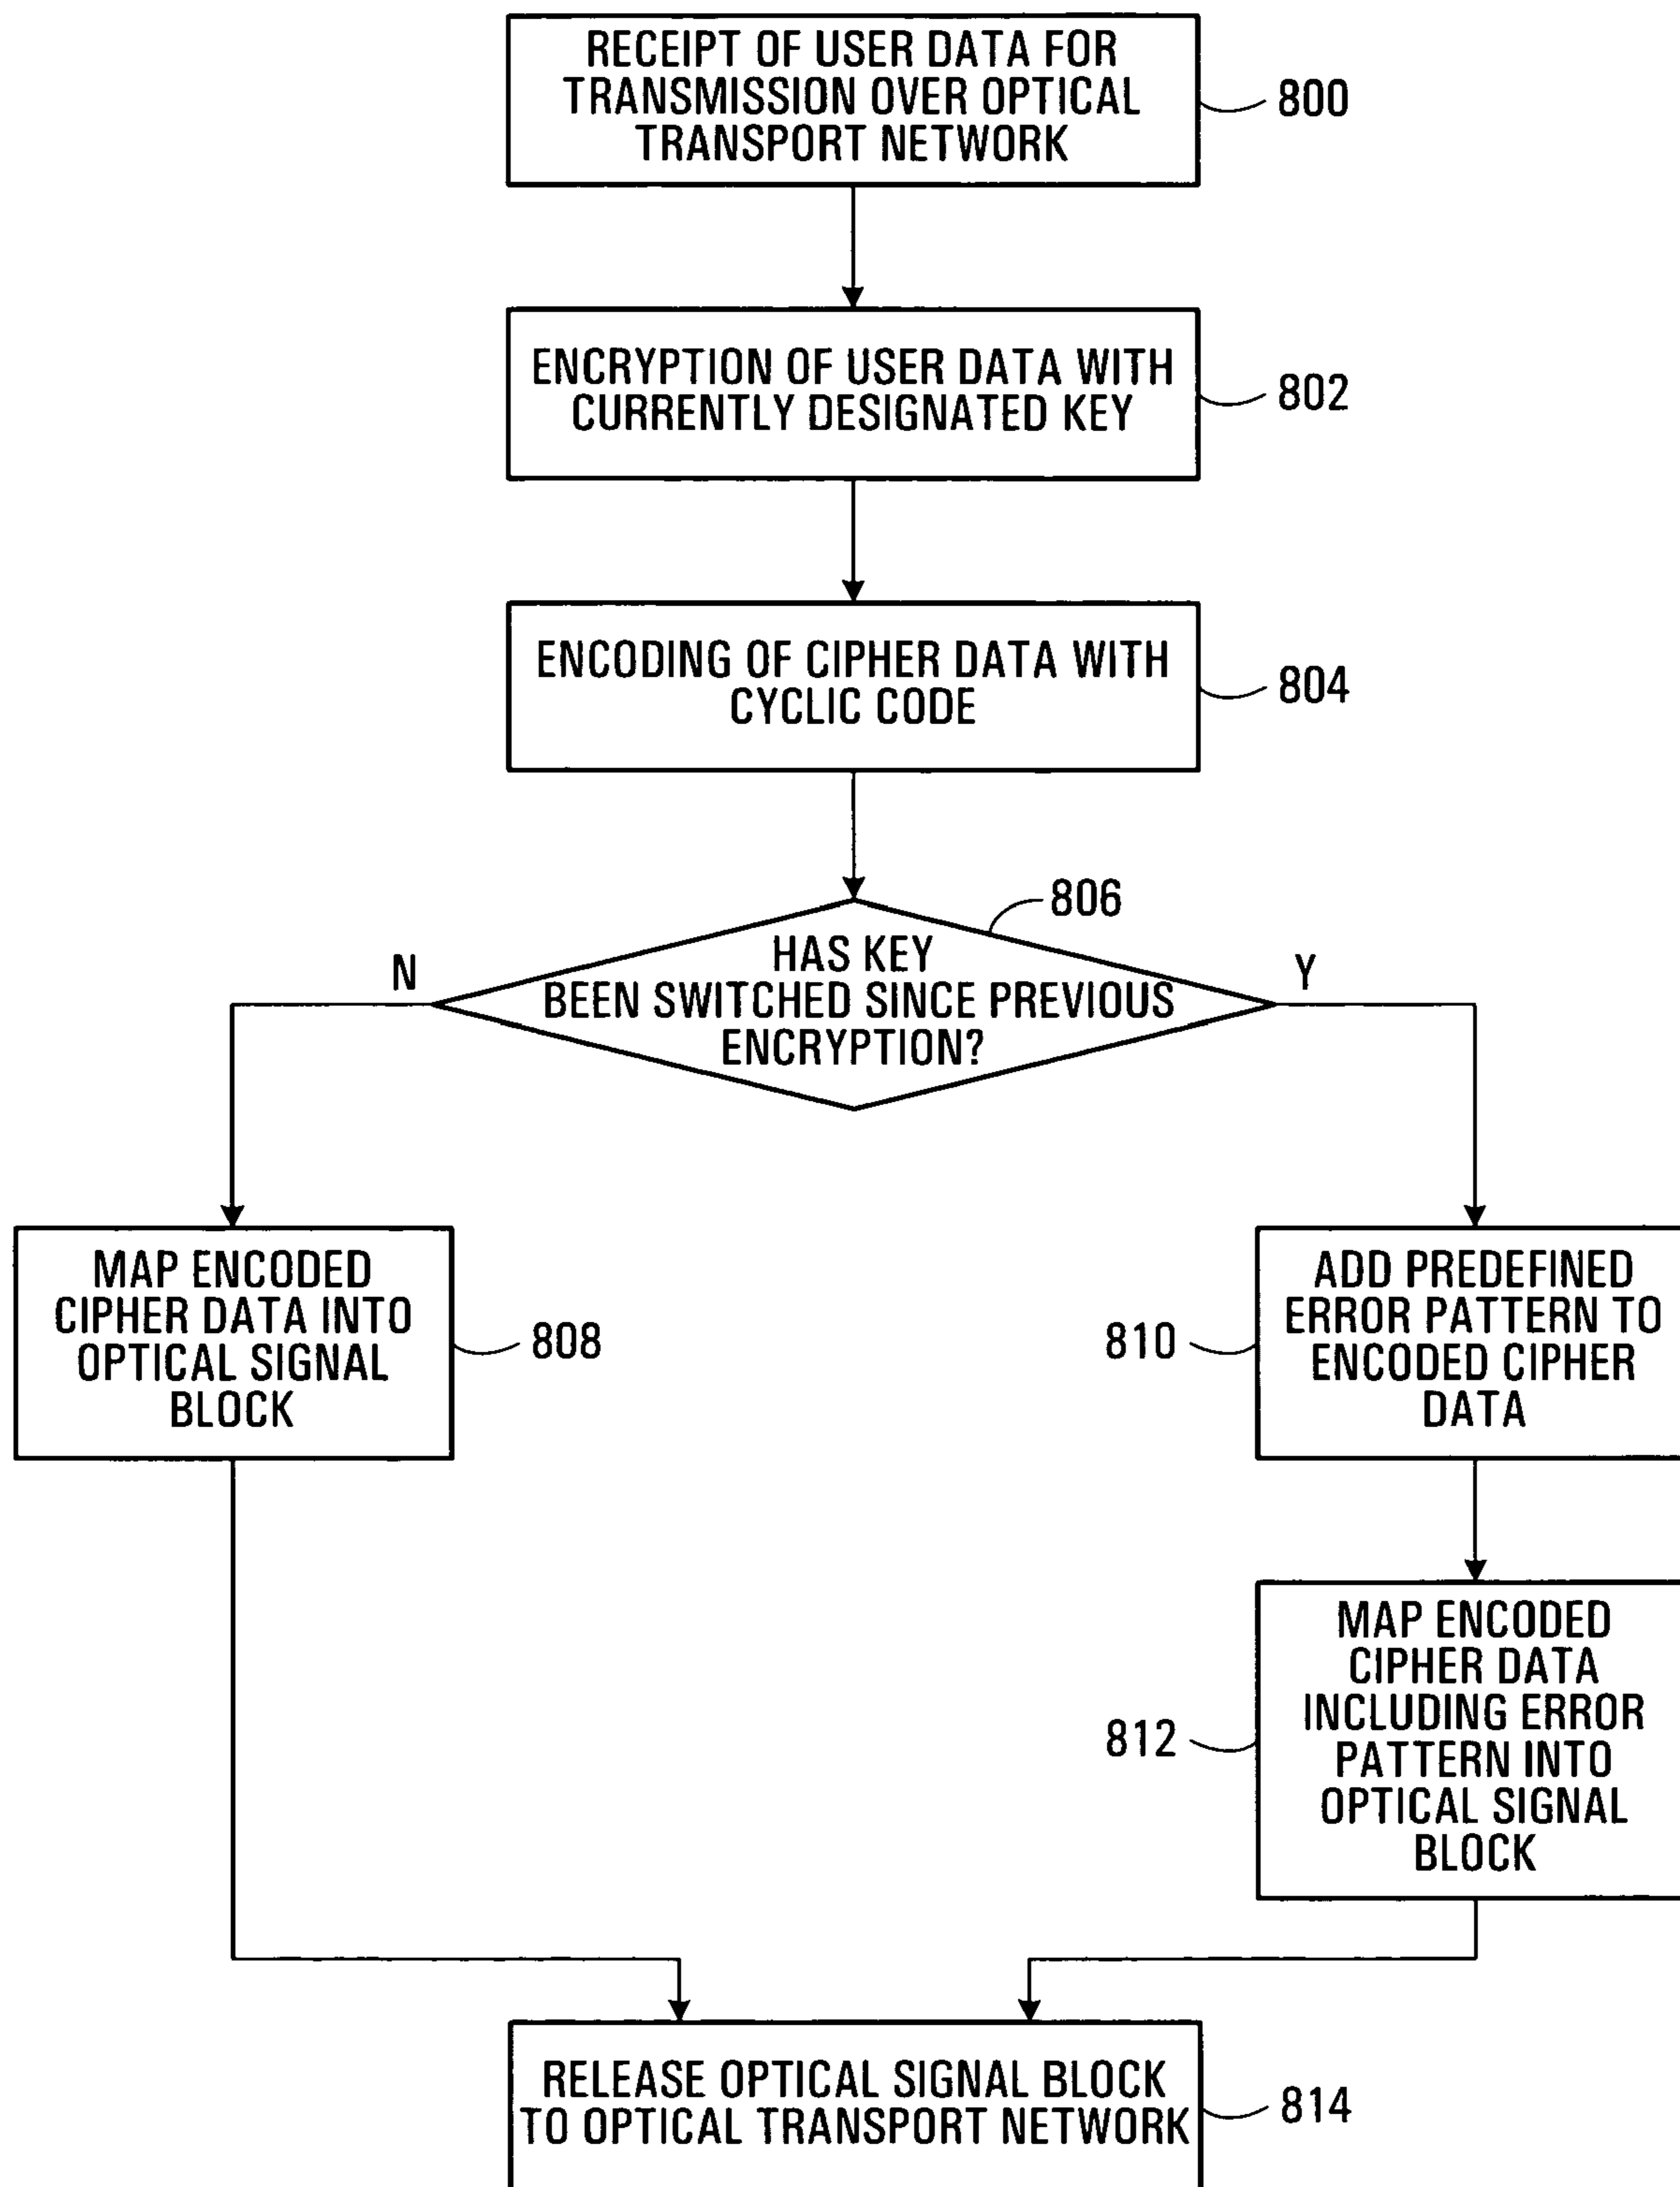 RECEIPT OF USER DATA FOR
TRANSMISSION OVER OPTICAL
TRANSPORT NETWORK
800
ENCRYPTION OF USER DATA WITH
CURRENTLY DESIGNATED KEY
802
ENCODING OF CIPHER DATA WITH
CYCLIC CODE
804
806
HAS KEY
BEEN SWITCHED SINCE PREVIOUS
ENCRYPTION?
N
Y
MAP ENCODED
CIPHER DATA INTO
OPTICAL SIGNAL
BLOCK
808
810
ADD PREDEFINED
ERROR PATTERN TO
ENCODED CIPHER
DATA
812
MAP ENCODED
CIPHER DATA
INCLUDING ERROR
PATTERN INTO
OPTICAL SIGNAL
BLOCK
RELEASE OPTICAL SIGNAL BLOCK
TO OPTICAL TRANSPORT NETWORK
814